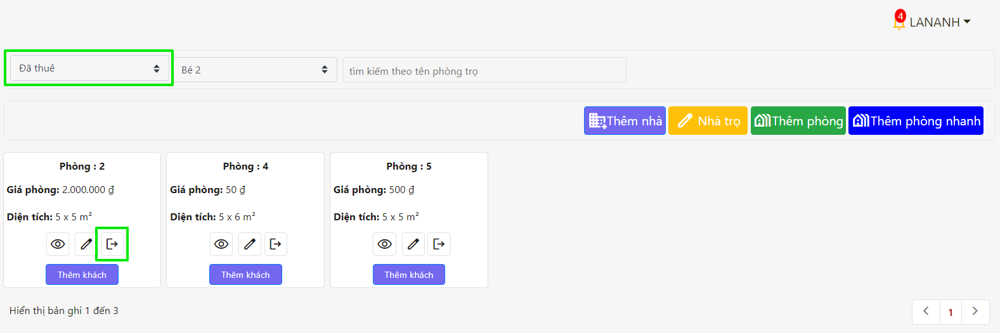 4 LANANH
Đã thuê Bé 2 tìm kiếm theo tên phòng trọ
Thêm nhà Nhà trọ Thêm phòng Thêm phòng nhanh
Phòng : 2
Giá phòng: 2.000.000 ₫
Diện tích: 5 x 5 m²
Thêm khách
Phòng : 4
Giá phòng: 50 ₫
Diện tích: 5 x 6 m²
Thêm khách
Phòng : 5
Giá phòng: 500 ₫
Diện tích: 5 x 5 m²
Thêm khách
Hiển thị bản ghi 1 đến 3
1